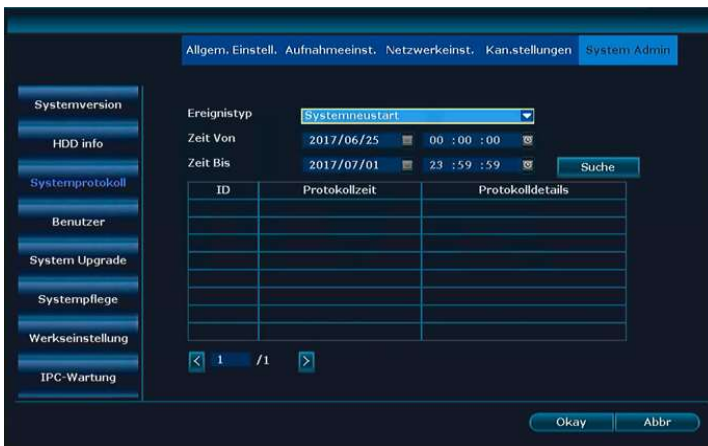 Allgem. Einstell. Aufnahmeeinst. Netzwerkeinst. Kan.stellungen System Admin
Systemversion
HDD info
Systemprotokoll
Benutzer
System Upgrade
Systempflege
Werkseinstellung
IPC-Wartung
Ereignistyp Systemneustart
Zeit Von 2017/06/25 00 :00 :00
Zeit Bis 2017/07/01 23 :59 :59 Suche
ID Protokollzeit Protokolldetails
< 1 /1 >
Okay Abbr